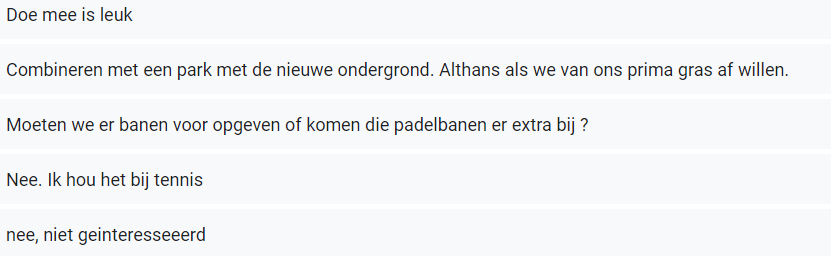 Doe mee is leuk
Combineren met een park met de nieuwe ondergrond. Althans als we van ons prima gras af willen.
Moeten we er banen voor opgeven of komen die padelbanen er extra bij ?
Nee. Ik hou het bij tennis
nee, niet geinteresseeerd